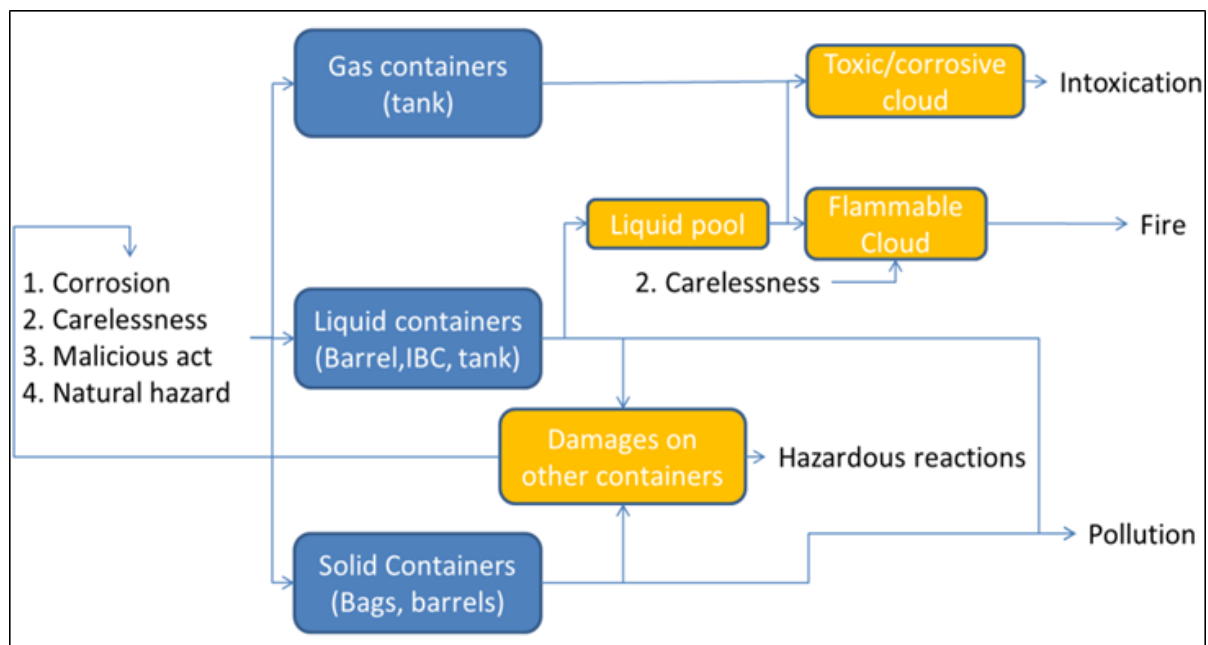 Gas containers
(tank)
Toxic/corrosive
cloud
Intoxication
Liquid pool
Flammable
Cloud
Fire
2. Carelessness
1. Corrosion
2. Carelessness
3. Malicious act
4. Natural hazard
Liquid containers
(Barrel,IBC, tank)
Damages on
other containers
Hazardous reactions
Solid Containers
(Bags, barrels)
Pollution